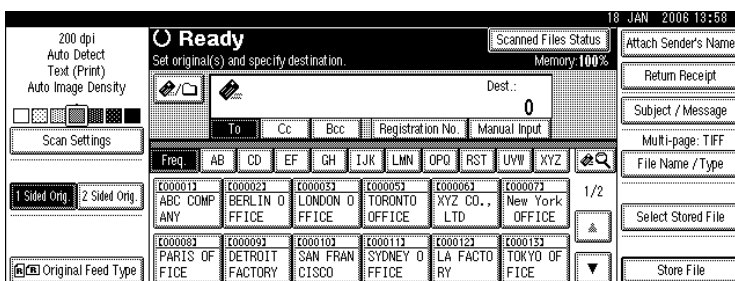 18 JAN 2006 13:58
200 dpi
Auto Detect
Text (Print)
Auto Image Density
Scan Settings
1 Sided Orig.
2 Sided Orig.
Original Feed Type
Ready
Scanned Files Status
Set original(s) and specify destination.
Memory:100%
Dest.:
0
To
Cc
Bcc
Registration No.
Manual Input
Freq.
AB
CD
EF
GH
IJK
LMN
OPQ
RST
UVW
XYZ
[00001]
ABC COMP
ANY
[00002]
BERLIN O
FFICE
[00003]
LONDON O
FFICE
[00005]
TORONTO
OFFICE
[00006]
XYZ CO.,
LTD
[00007]
New York
OFFICE
1/2
[00008]
PARIS OF
FICE
[00009]
DETROIT
FACTORY
[00010]
SAN FRAN
CISCO
[00011]
SYDNEY O
FFICE
[00012]
LA FACTO
RY
[00013]
TOKYO OF
FICE
Attach Sender's Name
Return Receipt
Subject / Message
Multi-page: TIFF
File Name / Type
Select Stored File
Store File